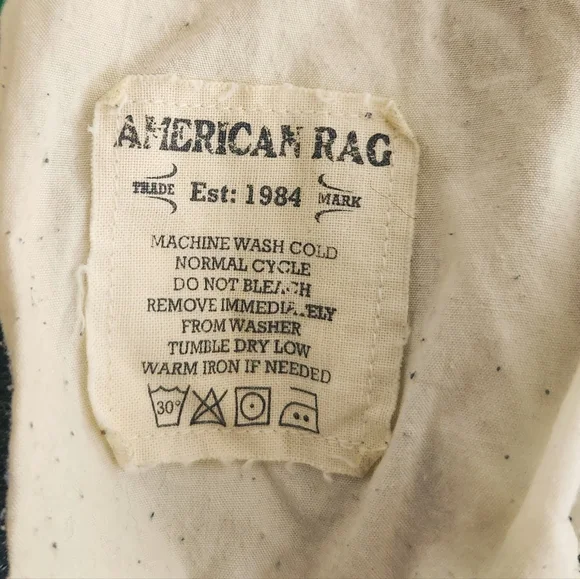 AMERICAN RAG
TRADE Est: 1984 MARK
MACHINE WASH COLD
NORMAL CYCLE
DO NOT BLEACH
REMOVE IMMEDIATELY
FROM WASHER
TUMBLE DRY LOW
WARM IRON IF NEEDED
30°